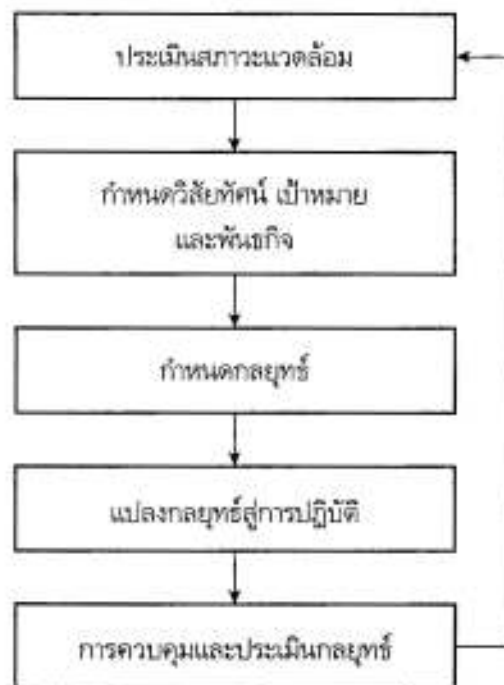 ประเมินสภาวะแวดล้อม
กำหนดวิสัยทัศน์ เป้าหมาย
และพันธกิจ
กำหนดกลยุทธ์
แปลงกลยุทธ์สู่การปฏิบัติ
การควบคุมและประเมินกลยุทธ์